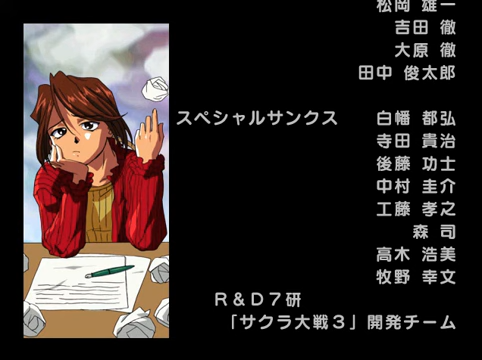 松岡 雄一
吉田 徹
大原 徹
田中 俊太郎
スペシャルサンクス 白幡 都弘
寺田 貴治
後藤 功士
中村 圭介
工藤 孝之
森 司
高木 浩美
牧野 幸文
R&D7研
「サクラ大戦3」開発チーム